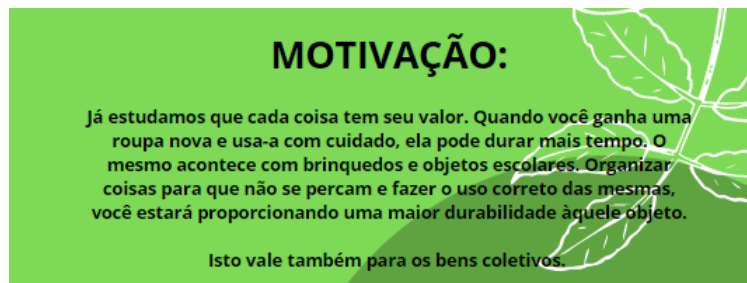 MOTIVAÇÃO:
Já estudamos que cada coisa tem seu valor. Quando você ganha uma
roupa nova e usa-a com cuidado, ela pode durar mais tempo. O
mesmo acontece com brinquedos e objetos escolares. Organizar
coisas para que não se percam e fazer o uso correto das mesmas,
você estará proporcionando uma maior durabilidade àquele objeto.
Isto vale também para os bens coletivos.